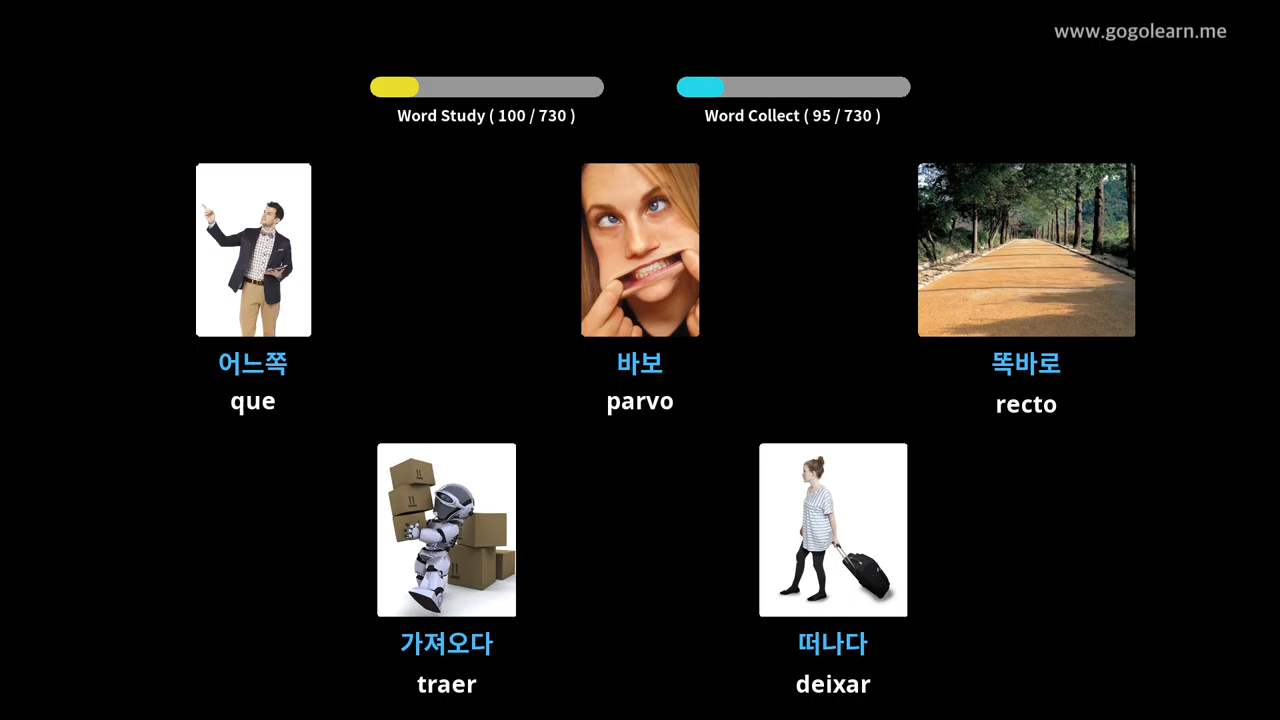 www.gogolearn.me
Word Study ( 100 / 730 )
Word Collect ( 95 / 730 )
어느쪽
que
바보
parvo
똑바로
recto
가져오다
traer
떠나다
deixar